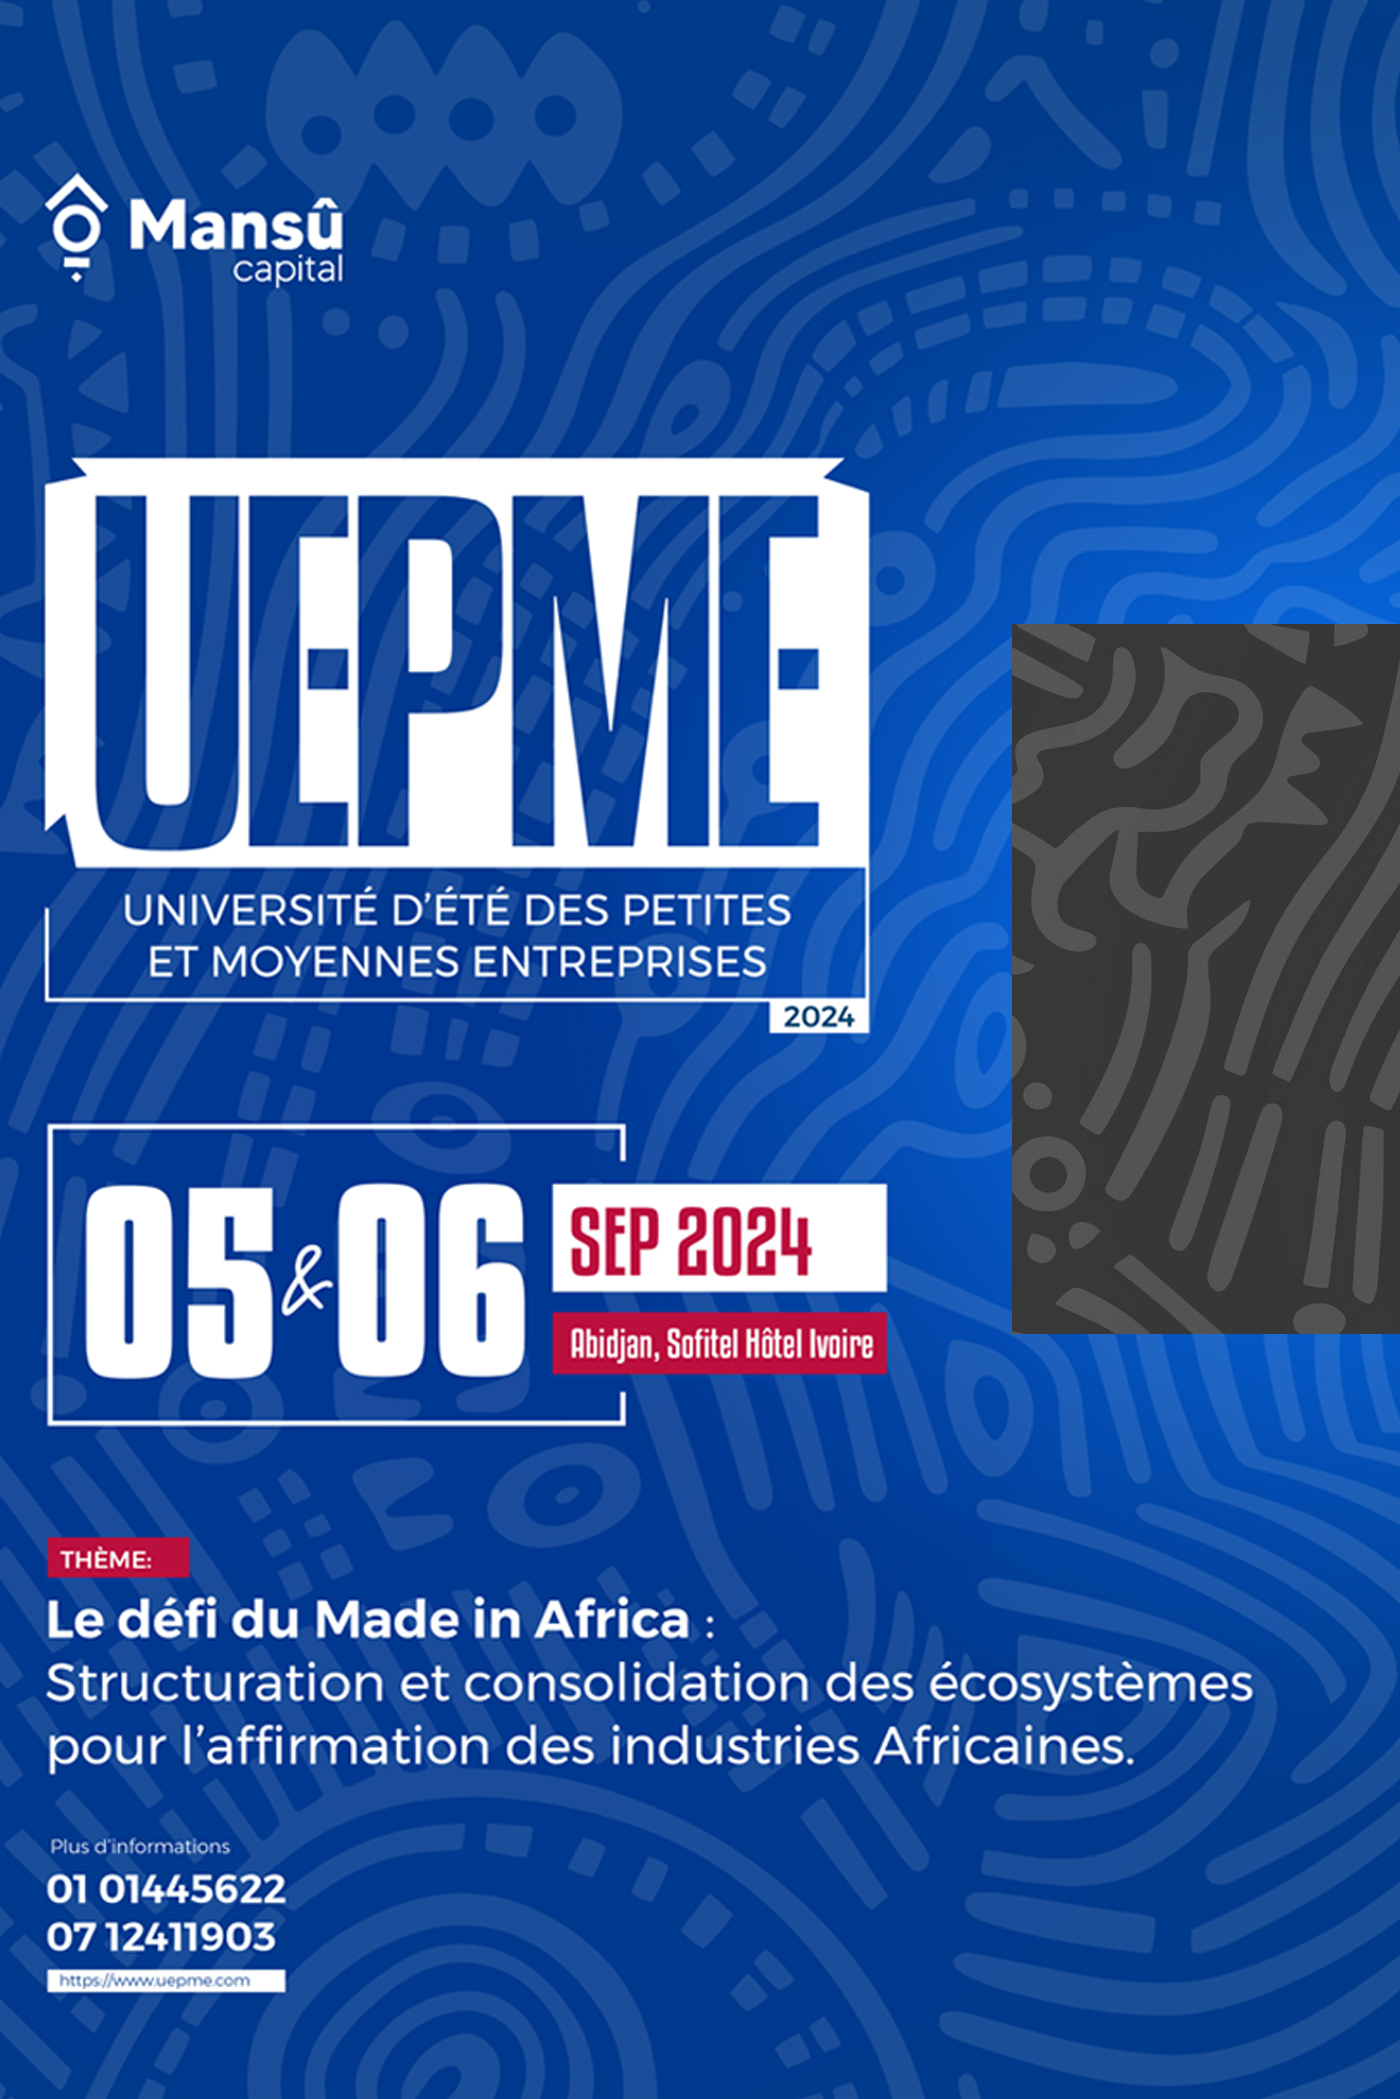 Mansû
capital
UEPME
UNIVERSITÉ D’ÉTÉ DES PETITES
ET MOYENNES ENTREPRISES
2024
05 & 06
SEP 2024
Abidjan, Sofitel Hôtel Ivoire
THÈME:
Le défi du Made in Africa :
Structuration et consolidation des écosystèmes
pour l’affirmation des industries Africaines.
Plus d’informations
01 01445622
07 12411903
https://www.uepme.com